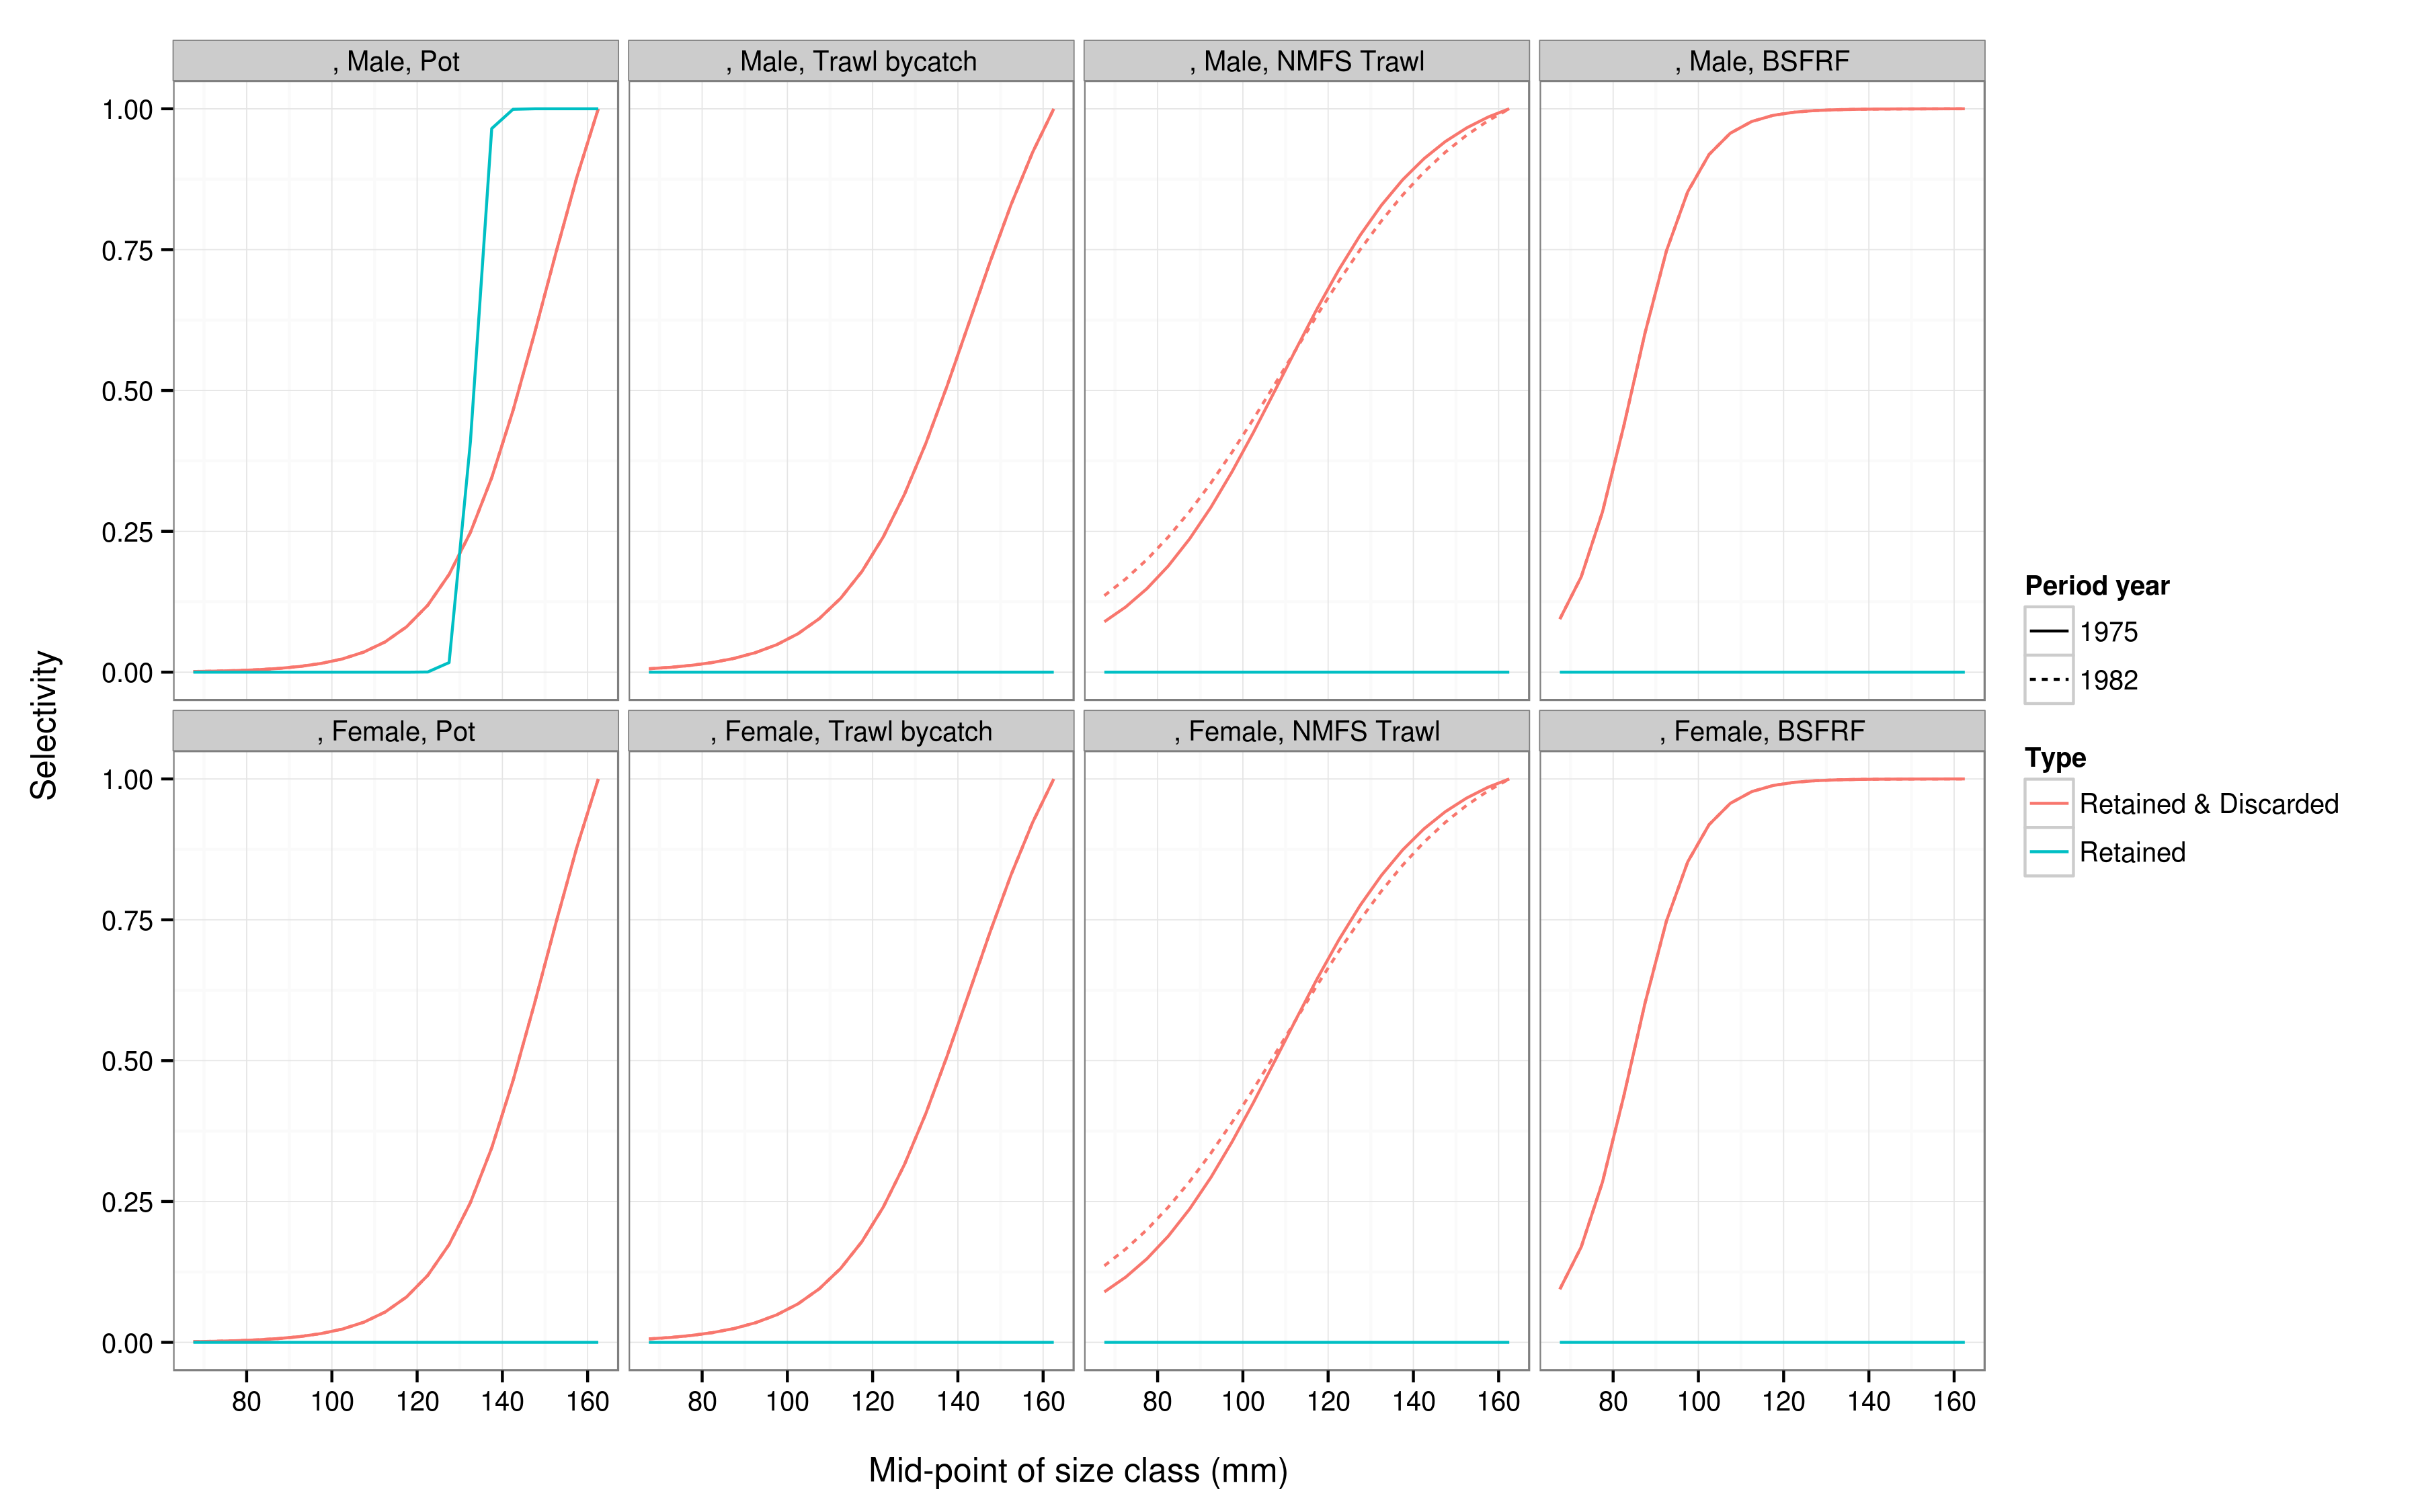 , Male, Pot
, Male, Trawl bycatch
, Male, NMFS Trawl
, Male, BSFRF
1.00
0.75
0.50
0.25
0.00
, Female, Pot
, Female, Trawl bycatch
, Female, NMFS Trawl
, Female, BSFRF
1.00
0.75
0.50
0.25
0.00
80 100 120 140 160
80 100 120 140 160
80 100 120 140 160
80 100 120 140 160
Selectivity
Mid-point of size class (mm)
Period year
1975
1982
Type
Retained & Discarded
Retained